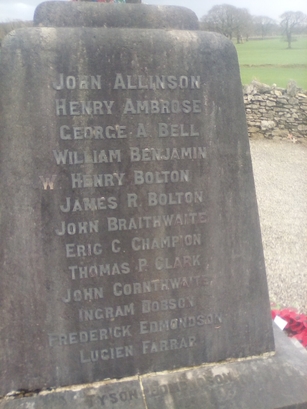 JOHN ALLINSON
HENRY AMBROSE
GEORGE A BELL
WILLIAM BENJAMIN
W HENRY BOLTON
JAMES R. BOLTON
JOHN BRAITHWAITE
ERIC C. CHAMPION
THOMAS P. CLARK
JOHN CORNTHWAITE
INGRAM DOBSON
FREDERICK EDMONDSON
LUCIEN FARRAR
TYSON